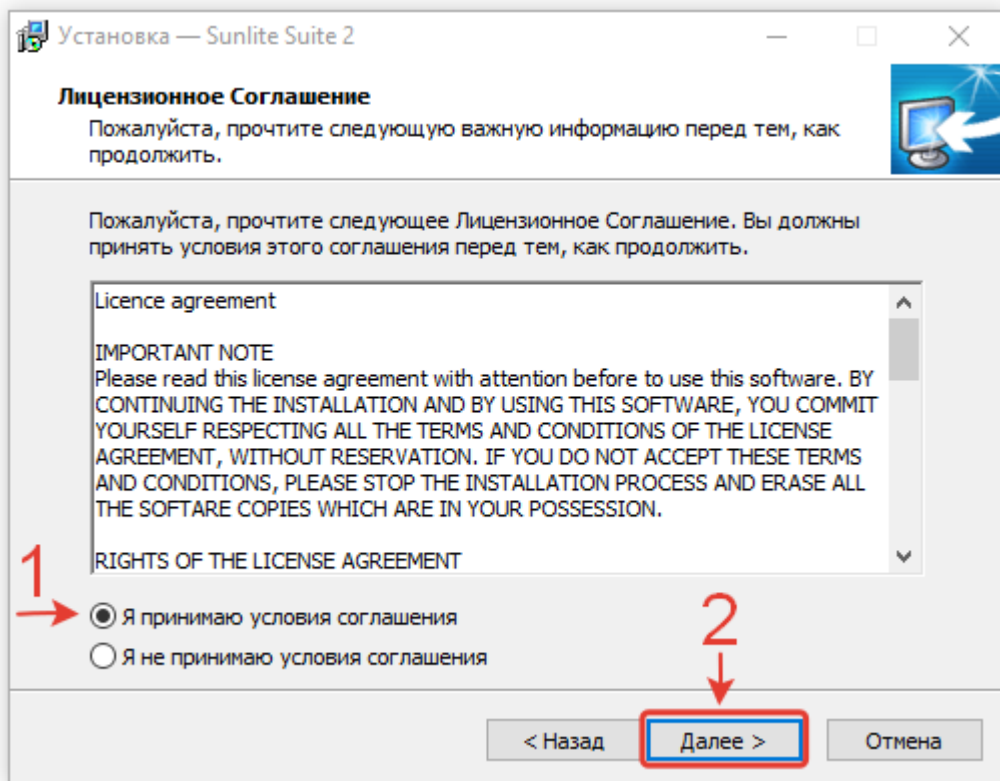 Установка — Sunlite Suite 2
Лицензионное Соглашение
Пожалуйста, прочтите следующую важную информацию перед тем, как
продолжить.
Пожалуйста, прочтите следующее Лицензионное Соглашение. Вы должны
принять условия этого соглашения перед тем, как продолжить.
Licence agreement
IMPORTANT NOTE
Please read this license agreement with attention before to use this software. BY
CONTINUING THE INSTALLATION AND BY USING THIS SOFTWARE, YOU COMMIT
YOURSELF RESPECTING ALL THE TERMS AND CONDITIONS OF THE LICENSE
AGREEMENT, WITHOUT RESERVATION. IF YOU DO NOT ACCEPT THESE TERMS
AND CONDITIONS, PLEASE STOP THE INSTALLATION PROCESS AND ERASE ALL
THE SOFTARE COPIES WHICH ARE IN YOUR POSSESSION.
RIGHTS OF THE LICENSE AGREEMENT
1
Я принимаю условия соглашения
2
Я не принимаю условия соглашения
< Назад
Далее >
Отмена